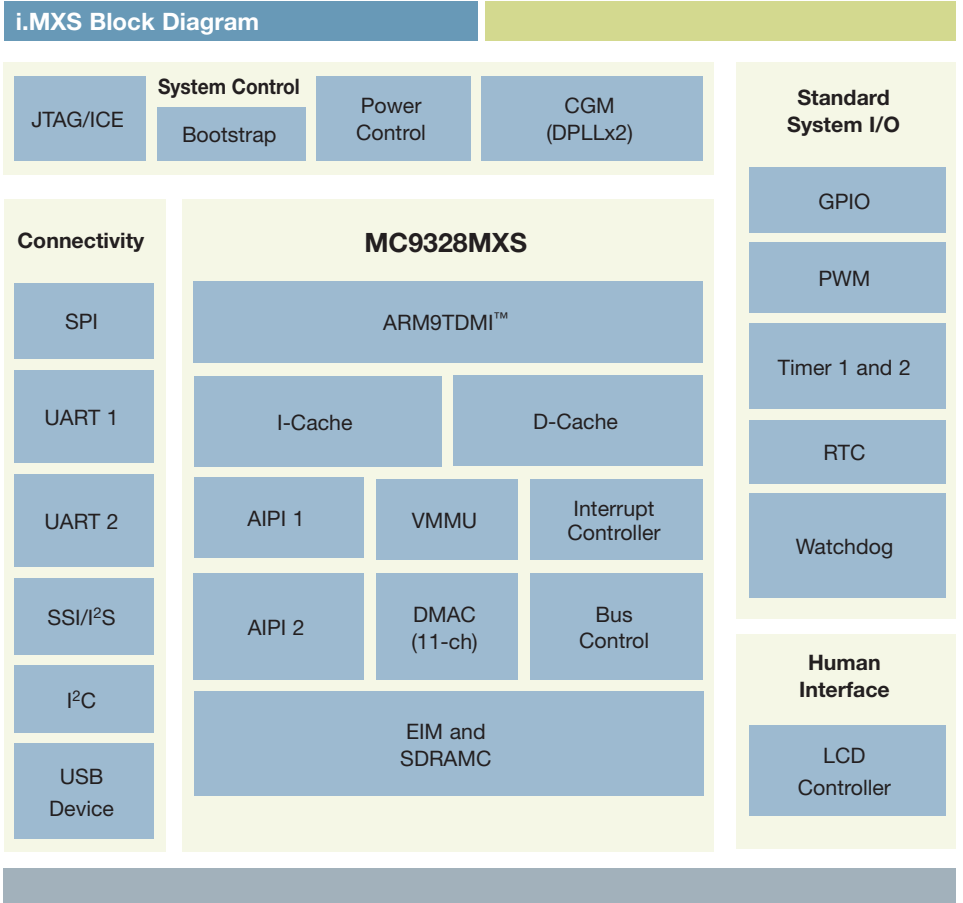 i.MXS Block Diagram
System Control
JTAG/ICE
Bootstrap
Power
Control
CGM
(DPLLx2)
Standard
System I/O
GPIO
PWM
Timer 1 and 2
RTC
Watchdog
Connectivity
SPI
UART 1
UART 2
SSI/I²S
I²C
USB
Device
MC9328MXS
ARM9TDMI™
I-Cache
D-Cache
AIPI 1
VMMU
Interrupt
Controller
AIPI 2
DMAC
(11-ch)
Bus
Control
EIM and
SDRAMC
Human
Interface
LCD
Controller